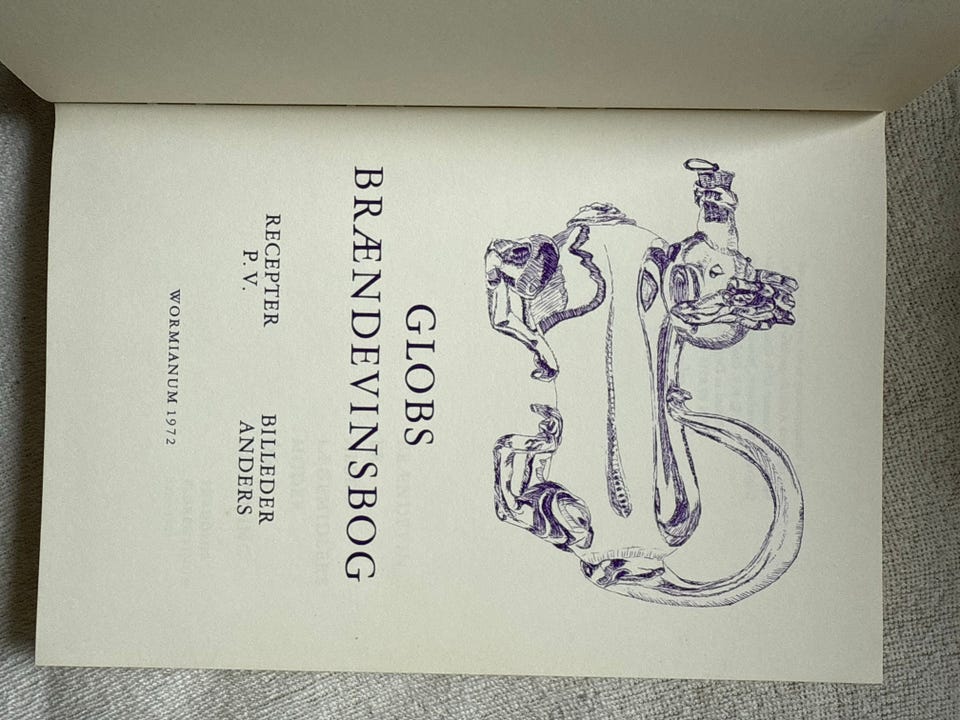 GLOBS
BRÆNDEVINSBOG
RECEPTER
P. V.
BILLEDER
ANDERS
WORMIANUM 1972